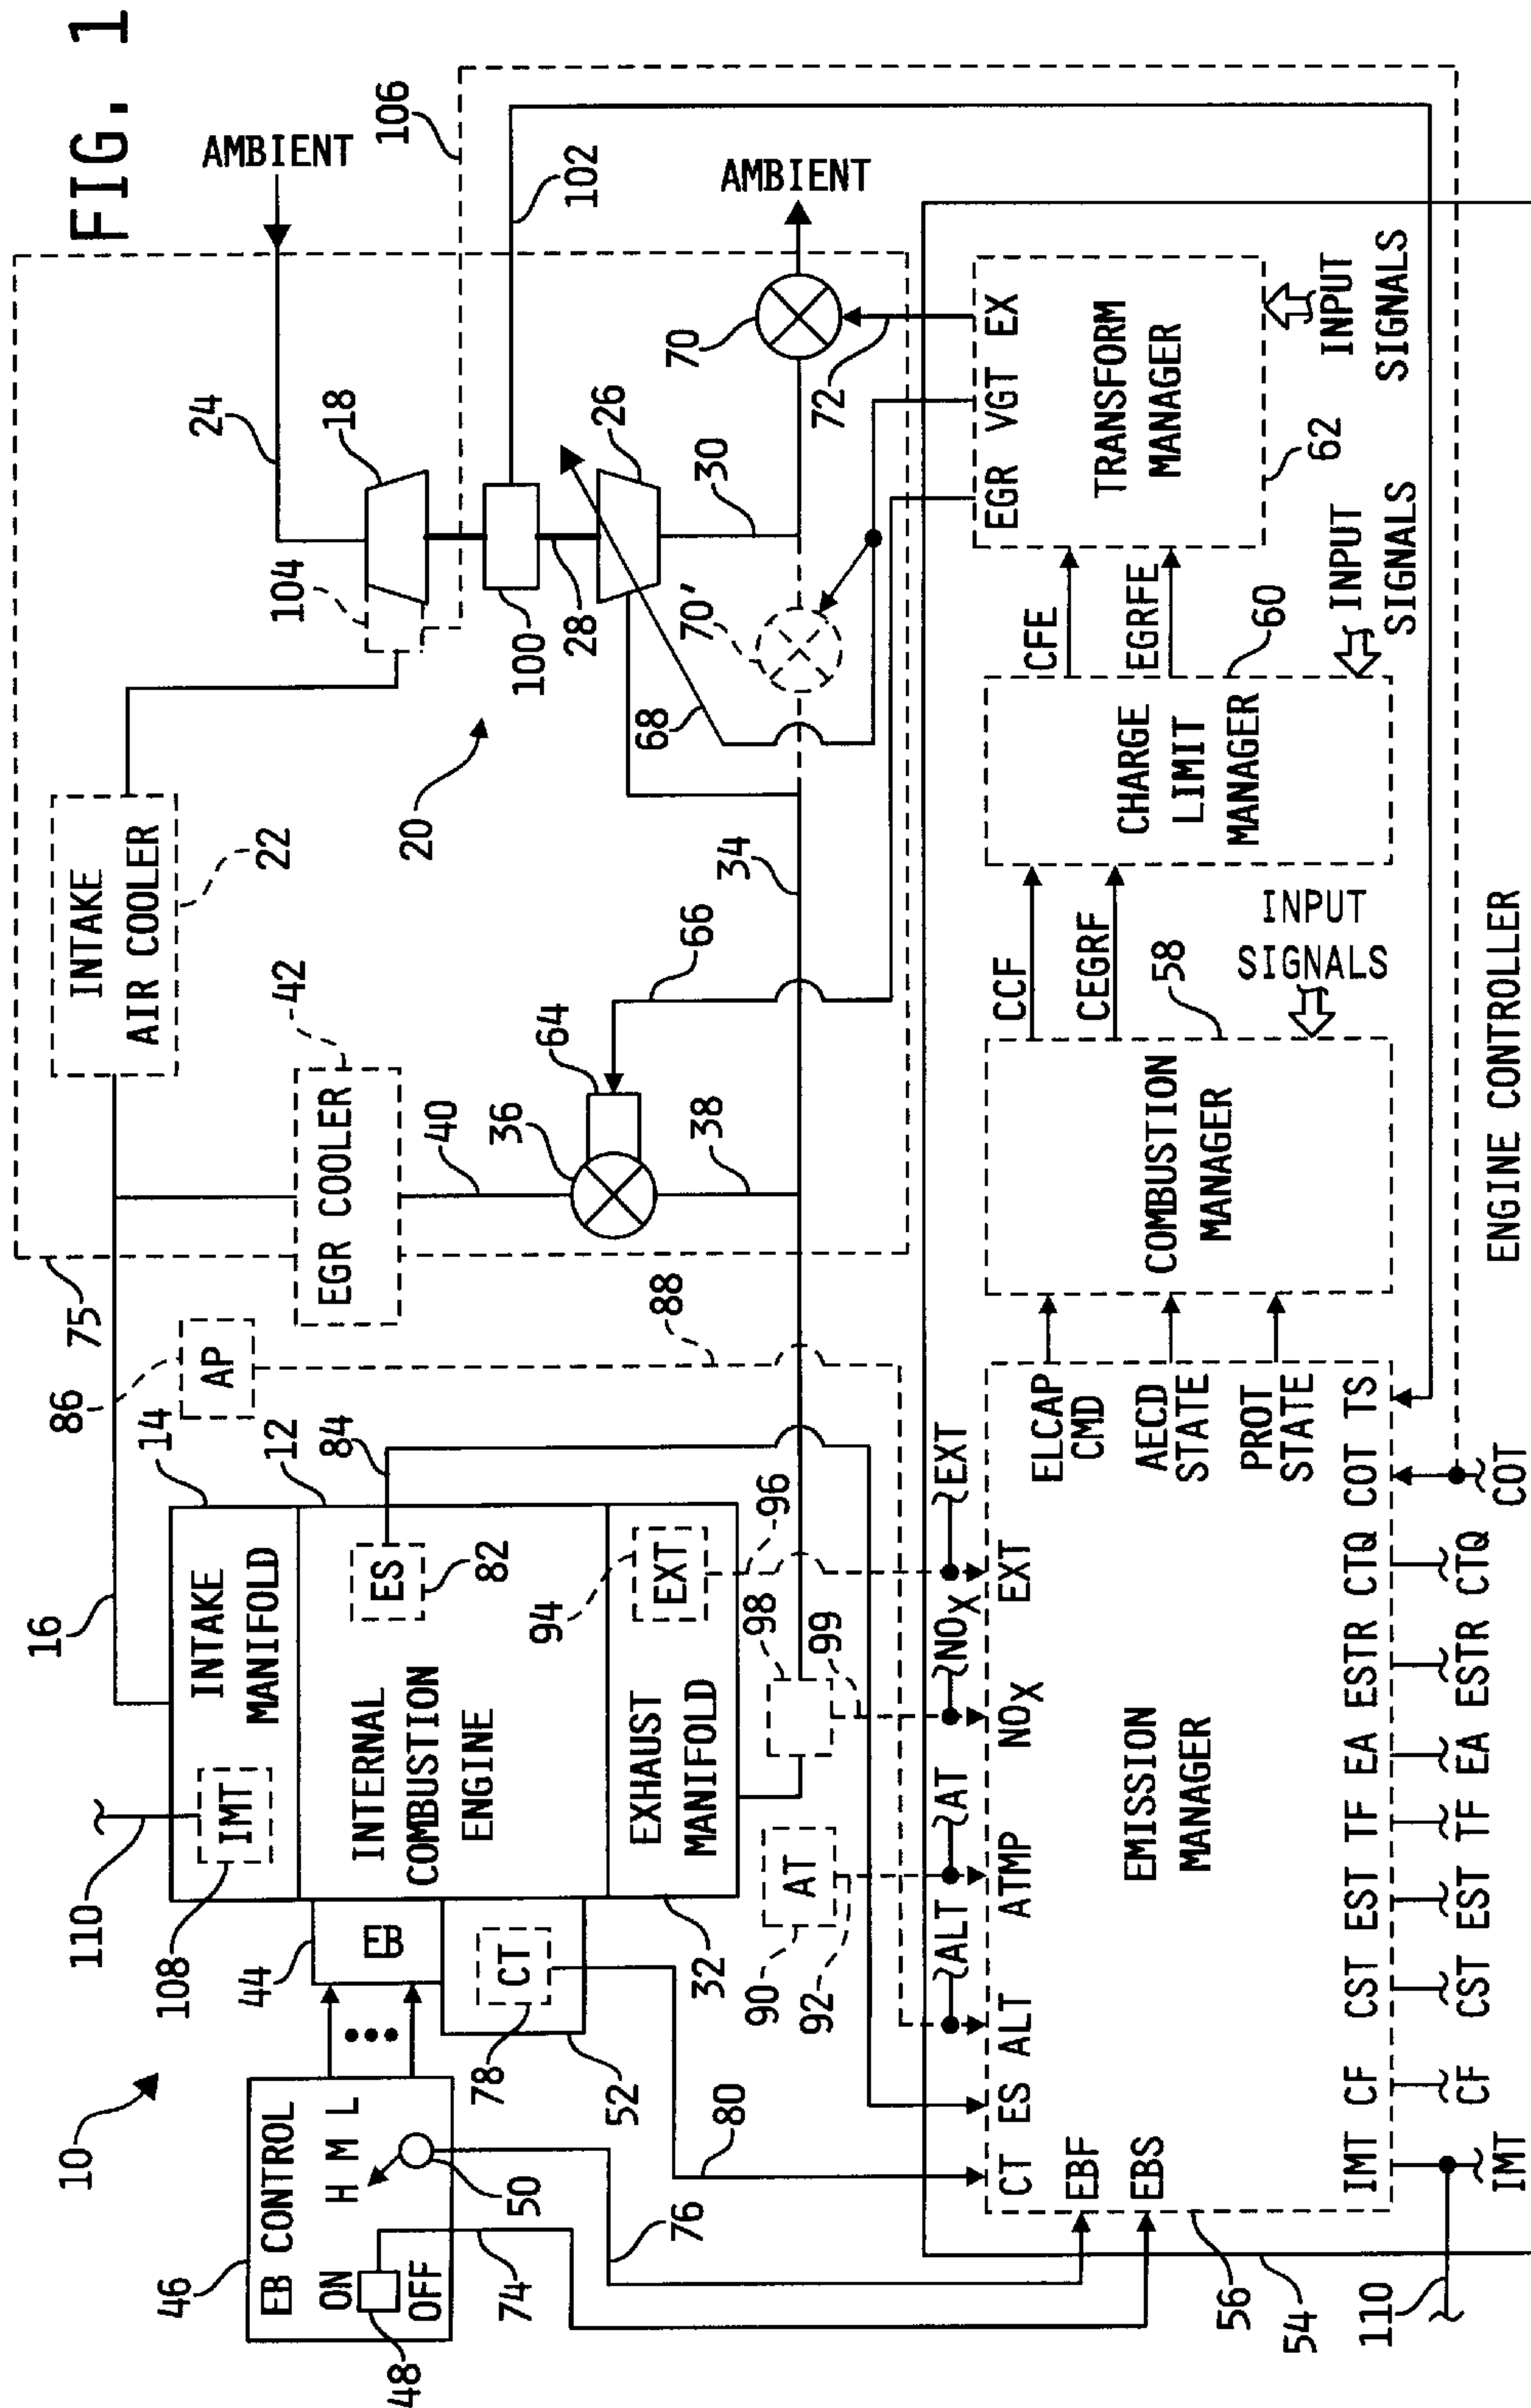 FIG. 1
10
46
EB CONTROL
ON
OFF
H M L
48
50
74
76
44
EB
CT
78
52
80
110
108
IMT
16
INTAKE
MANIFOLD
14
INTERNAL
COMBUSTION
ENGINE
12
ES
82
84
EXHAUST
MANIFOLD
32
94
EXT
96
98
99
AT
90
92
86
AP
88
75
EGR COOLER
42
40
36
64
66
38
34
INTAKE
AIR COOLER
22
20
104
18
24
AMBIENT
106
102
100
28
26
68
30
70'
70
72
AMBIENT
ALT
AT
NOX
EXT
CT ES ALT ATMP NOX EXT
EBF
EBS
EMISSION
MANAGER
ELCAP
CMD
AECD
STATE
PROT
STATE
IMT CF CST EST TF EA ESTR CTQ COT TS
IMT CF CST EST TF EA ESTR CTQ COT
110
54
56
COMBUSTION
MANAGER
58
INPUT
SIGNALS
CCF
CEGRF
CHARGE
LIMIT
MANAGER
60
INPUT
SIGNALS
CFE
EGRFE
EGR VGT EX
TRANSFORM
MANAGER
62
INPUT
SIGNALS
ENGINE CONTROLLER